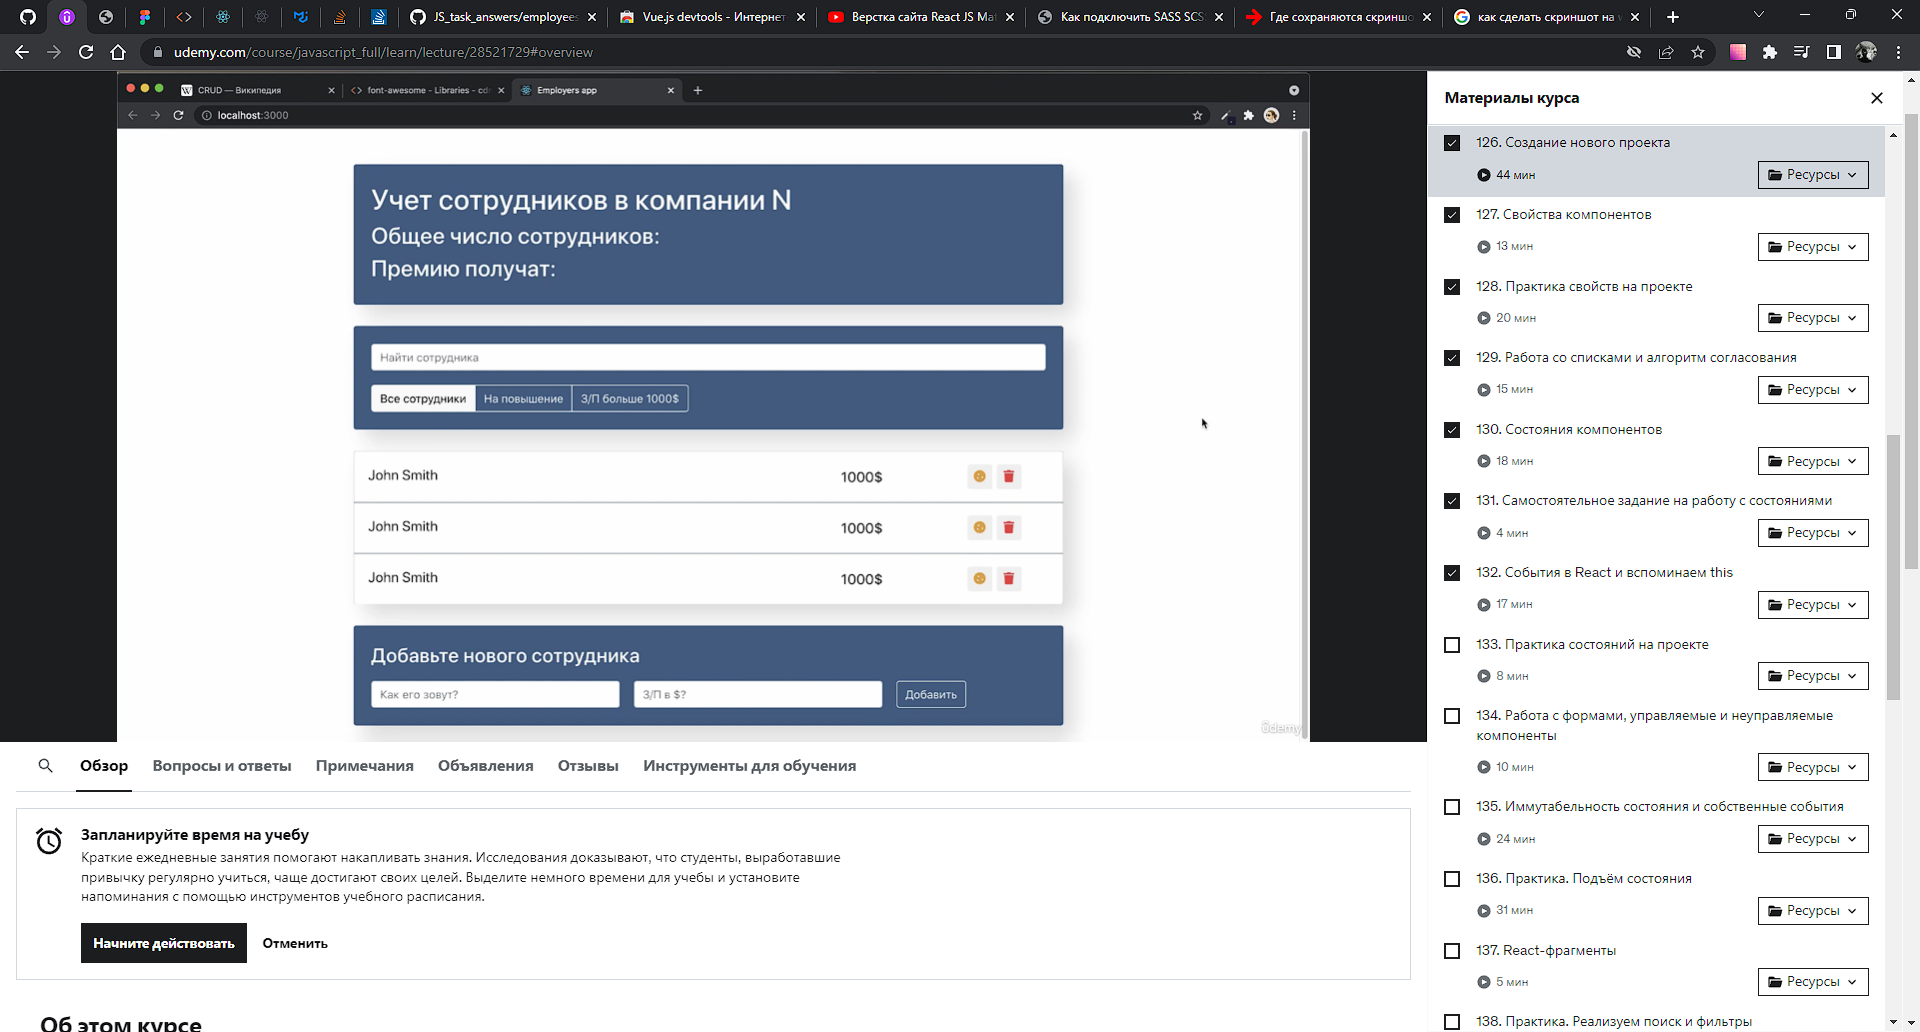 JS_task_answers/employees
Vue.js devtools - Интернет
Верстка сайта React JS Mat
Как подключить SASS SCS
Где сохраняются скриншо
как сделать скриншот на
udemy.com/course/javascript_full/learn/lecture/28521729#overview
CRUD — Википедия
font-awesome - Libraries - cdn
Employers app
localhost:3000
Учет сотрудников в компании N
Общее число сотрудников:
Премию получат:
Найти сотрудника
Все сотрудники
На повышение
З/П больше 1000$
John Smith 1000$
John Smith 1000$
John Smith 1000$
Добавьте нового сотрудника
Как его зовут?
З/П в $?
Добавить
ûdemy
Обзор
Вопросы и ответы
Примечания
Объявления
Отзывы
Инструменты для обучения
Запланируйте время на учебу
Краткие ежедневные занятия помогают накапливать знания. Исследования доказывают, что студенты, выработавшие
привычку регулярно учиться, чаще достигают своих целей. Выделите немного времени для учебы и установите
напоминания с помощью инструментов учебного расписания.
Начните действовать
Отменить
Об этом курсе
Материалы курса
126. Создание нового проекта
44 мин
Ресурсы
127. Свойства компонентов
13 мин
Ресурсы
128. Практика свойств на проекте
20 мин
Ресурсы
129. Работа со списками и алгоритм согласования
15 мин
Ресурсы
130. Состояния компонентов
18 мин
Ресурсы
131. Самостоятельное задание на работу с состояниями
4 мин
Ресурсы
132. События в React и вспоминаем this
17 мин
Ресурсы
133. Практика состояний на проекте
8 мин
Ресурсы
134. Работа с формами, управляемые и неуправляемые
компоненты
10 мин
Ресурсы
135. Иммутабельность состояния и собственные события
24 мин
Ресурсы
136. Практика. Подъём состояния
31 мин
Ресурсы
137. React-фрагменты
5 мин
Ресурсы
138. Практика. Реализуем поиск и фильтры